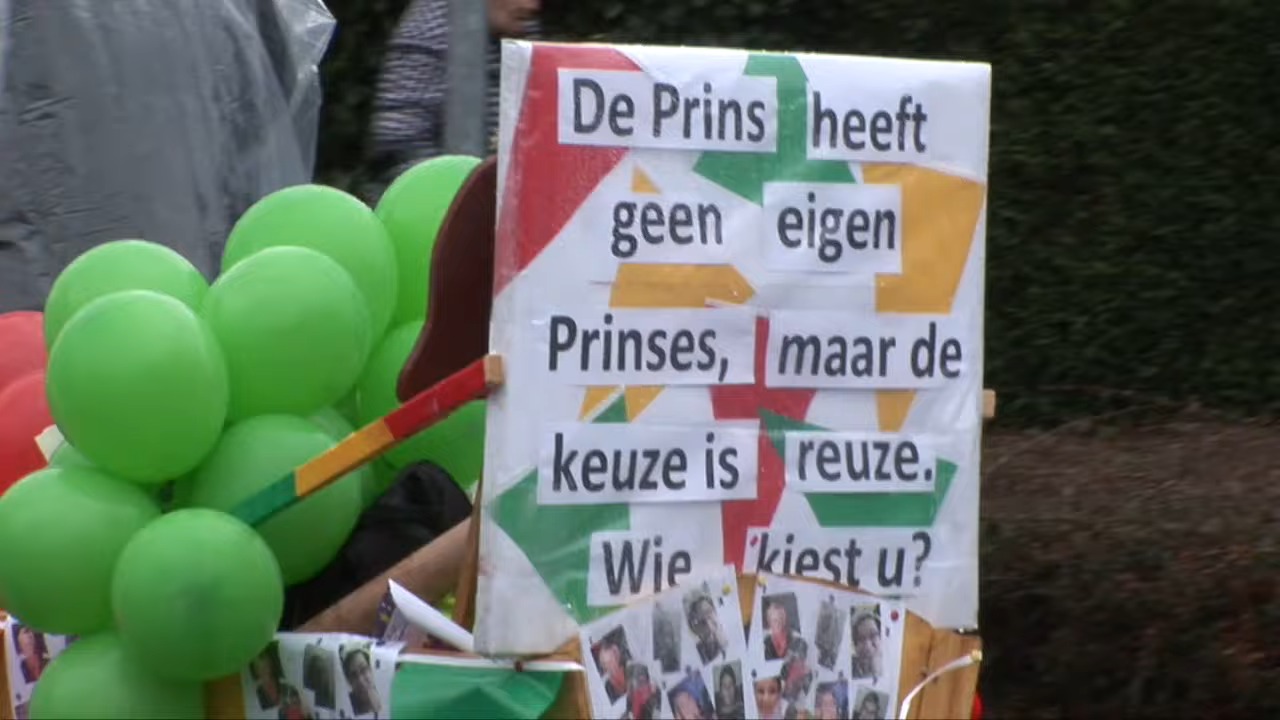 De Prins heeft
geen eigen
Prinses, maar de
keuze is reuze.
Wie kiest u?